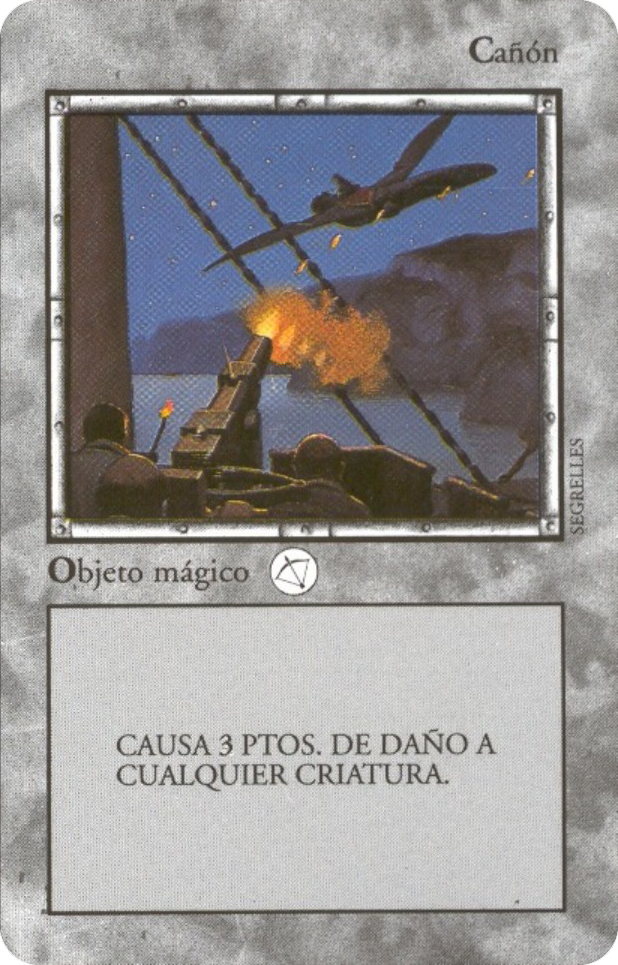 Cañón
SEGRELLES
Objeto mágico
CAUSA 3 PTOS. DE DAÑO A
CUALQUIER CRIATURA.